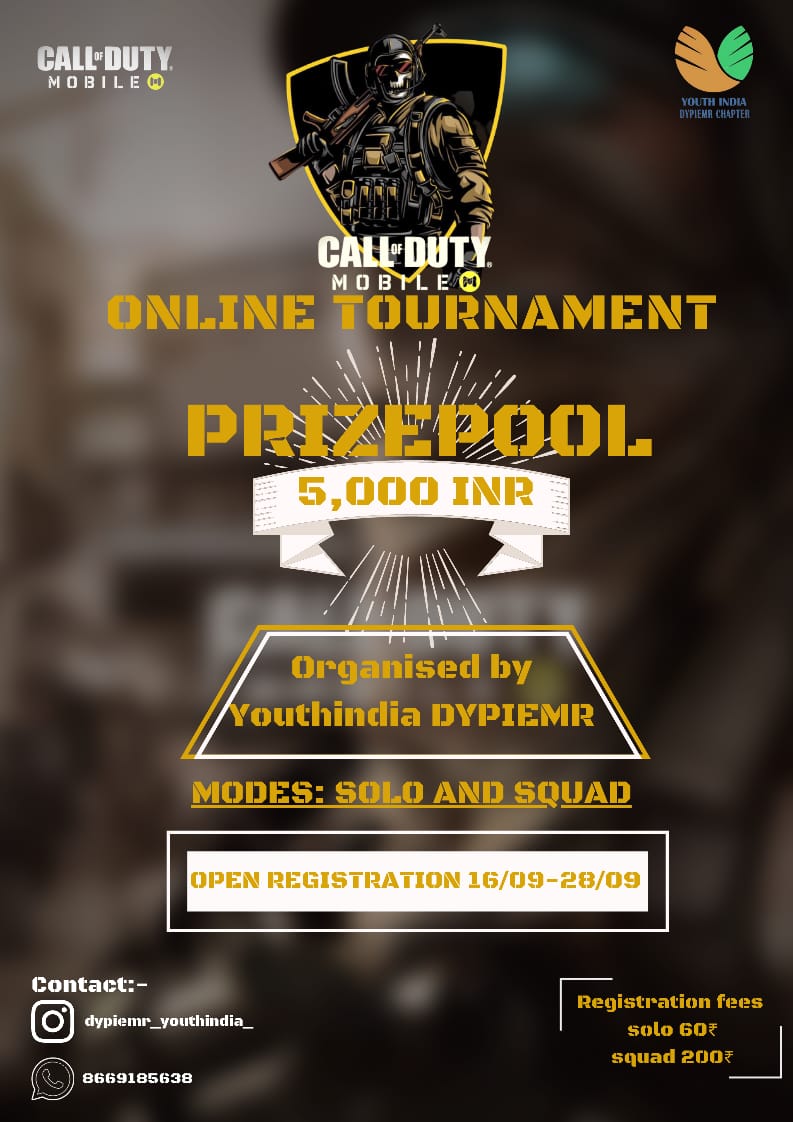 CALL OF DUTY®
MOBILE
YOUTH INDIA
DYPIEMR CHAPTER
CALL OF DUTY®
MOBILE
ONLINE TOURNAMENT
PRIZEPOOL
5,000 INR
Organised by
Youthindia DYPIEMR
MODES: SOLO AND SQUAD
OPEN REGISTRATION 16/09-28/09
Contact:-
dypiemr_youthindia_
8669185638
Registration fees
solo 60₹
squad 200₹